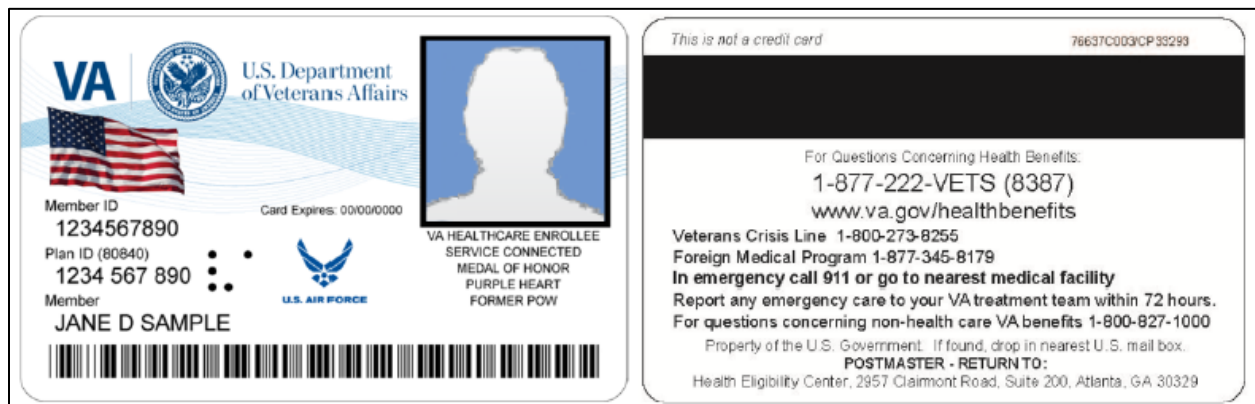 VA
U.S. Department
of Veterans Affairs
Member ID
1234567890
Card Expires: 00/00/0000
Plan ID (80840)
1234 567 890
Member
JANE D SAMPLE
U.S. AIR FORCE
VA HEALTHCARE ENROLLEE
SERVICE CONNECTED
MEDAL OF HONOR
PURPLE HEART
FORMER POW
This is not a credit card
76637C003/CP33293
For Questions Concerning Health Benefits:
1-877-222-VETS (8387)
www.va.gov/healthbenefits
Veterans Crisis Line 1-800-273-8255
Foreign Medical Program 1-877-345-8179
In emergency call 911 or go to nearest medical facility
Report any emergency care to your VA treatment team within 72 hours.
For questions concerning non-health care VA benefits 1-800-827-1000
Property of the U.S. Government. If found, drop in nearest U.S. mail box.
POSTMASTER - RETURN TO:
Health Eligibility Center, 2957 Clairmont Road, Suite 200, Atlanta, GA 30329